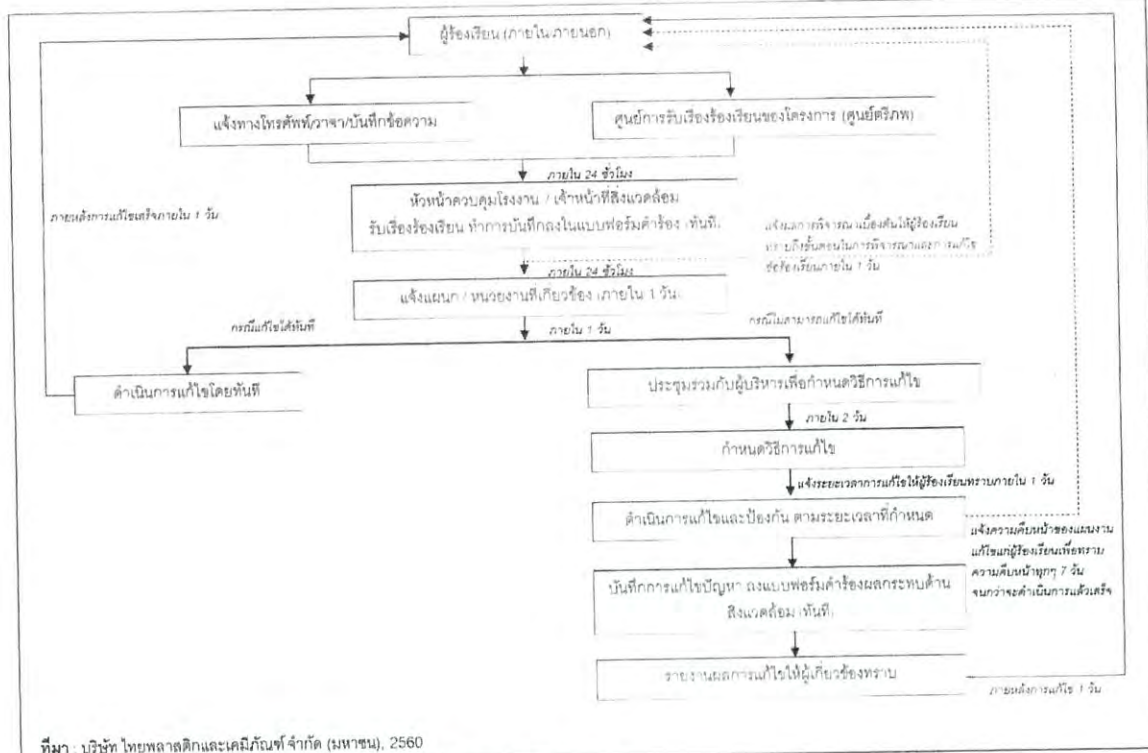 ผู้ร้องเรียน (ภายใน/ภายนอก)
แจ้งทางโทรศัพท์/วาจา/บันทึกข้อความ
ศูนย์การรับเรื่องร้องเรียนของโครงการ (ศูนย์ตรีภพ)
ภายใน 24 ชั่วโมง
หัวหน้าควบคุมโรงงาน / เจ้าหน้าที่สิ่งแวดล้อม
รับเรื่องร้องเรียน ทำการบันทึกลงในแบบฟอร์มคำร้อง (ทันที)
ภายหลังการแก้ไขเสร็จภายใน 1 วัน
แจ้งผลการพิจารณาเบื้องต้นให้ผู้ร้องเรียน
ทราบถึงขั้นตอนในการพิจารณาและการแก้ไข
ข้อร้องเรียนภายใน 1 วัน
ภายใน 24 ชั่วโมง
แจ้งแผนก / หน่วยงานที่เกี่ยวข้อง (ภายใน 1 วัน)
กรณีแก้ไขได้ทันที
ภายใน 1 วัน
กรณีไม่สามารถแก้ไขได้ทันที
ดำเนินการแก้ไขโดยทันที
ประชุมร่วมกับผู้บริหารเพื่อกำหนดวิธีการแก้ไข
ภายใน 2 วัน
กำหนดวิธีการแก้ไข
แจ้งระยะเวลาการแก้ไขให้ผู้ร้องเรียนทราบภายใน 1 วัน
ดำเนินการแก้ไขและป้องกัน ตามระยะเวลาที่กำหนด
แจ้งความคืบหน้าของแผนงาน
แก้ไขแก่ผู้ร้องเรียนเพื่อทราบ
ความคืบหน้าทุกๆ 7 วัน
จนกว่าจะดำเนินการแล้วเสร็จ
บันทึกการแก้ไขปัญหา ลงแบบฟอร์มคำร้องผลกระทบด้าน
สิ่งแวดล้อม (ทันที)
รายงานผลการแก้ไขให้ผู้เกี่ยวข้องทราบ
ภายหลังการแก้ไข 1 วัน
ที่มา : บริษัท ไทยพลาสติกและเคมีภัณฑ์ จำกัด (มหาชน), 2560